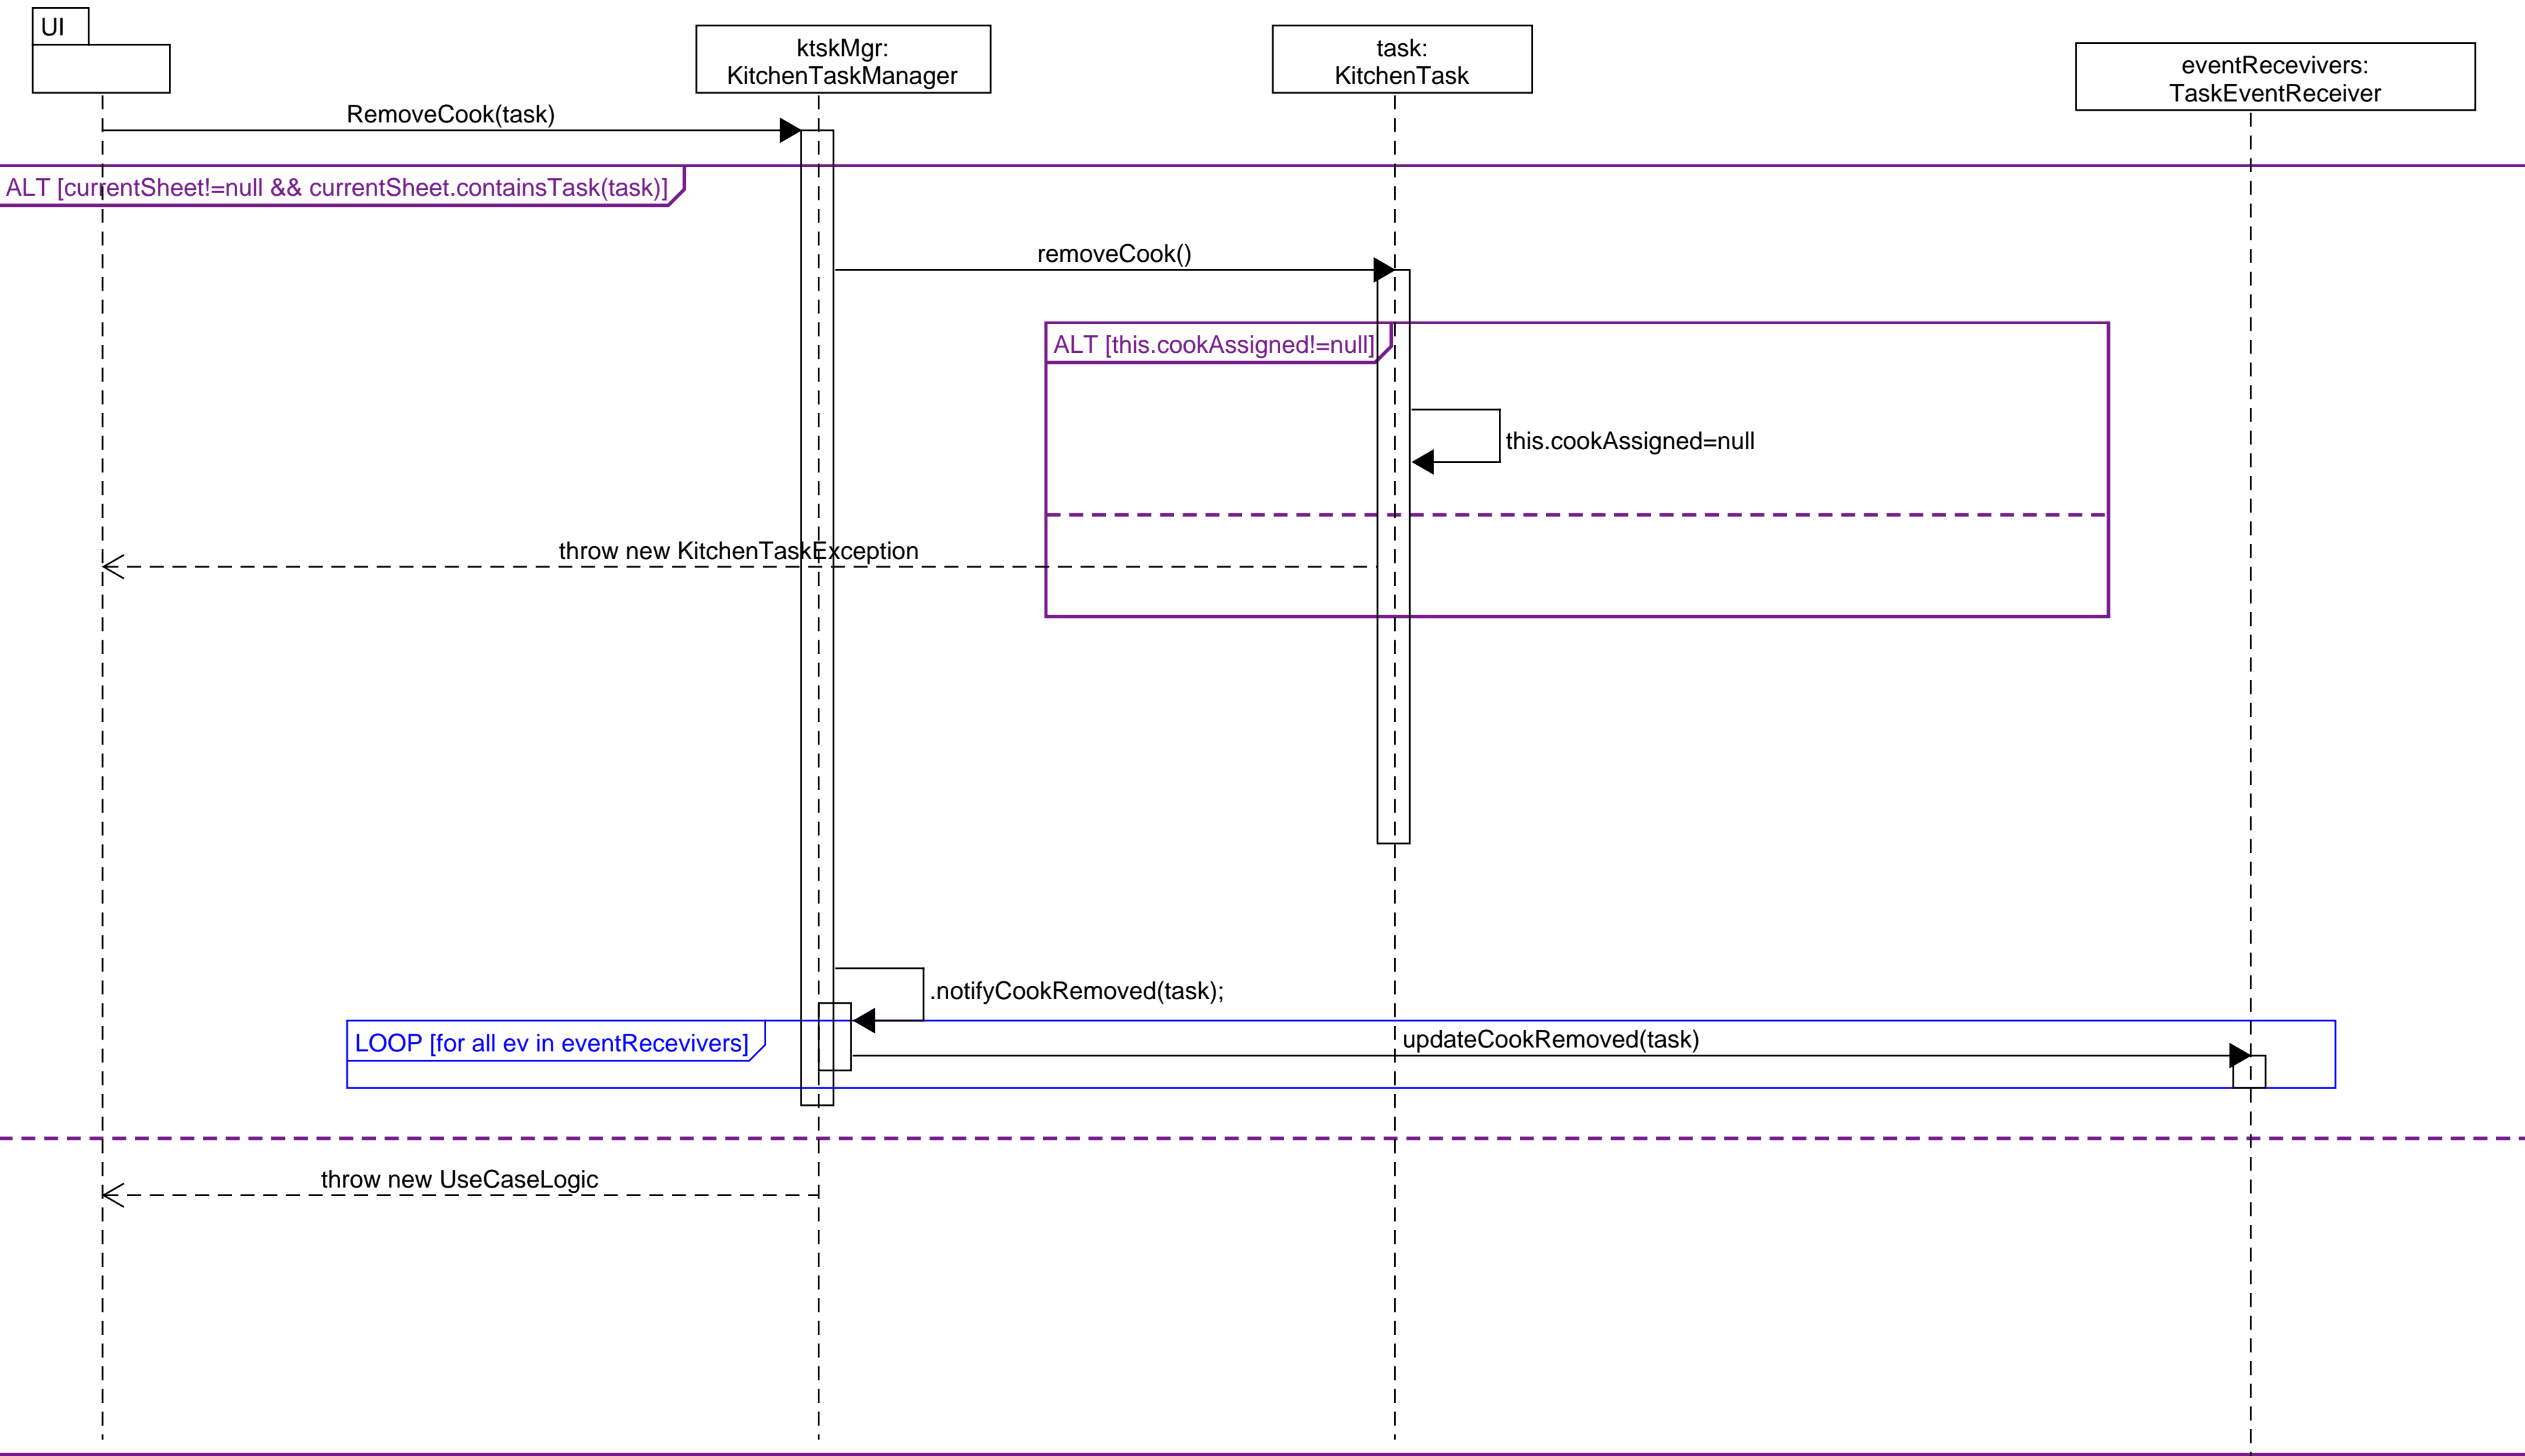 UI
ktskMgr:
KitchenTaskManager
task:
KitchenTask
eventRecevivers:
TaskEventReceiver
RemoveCook(task)
ALT [currentSheet!=null && currentSheet.containsTask(task)]
removeCook()
ALT [this.cookAssigned!=null]
this.cookAssigned=null
throw new KitchenTaskException
.notifyCookRemoved(task);
LOOP [for all ev in eventRecevivers]
updateCookRemoved(task)
throw new UseCaseLogic